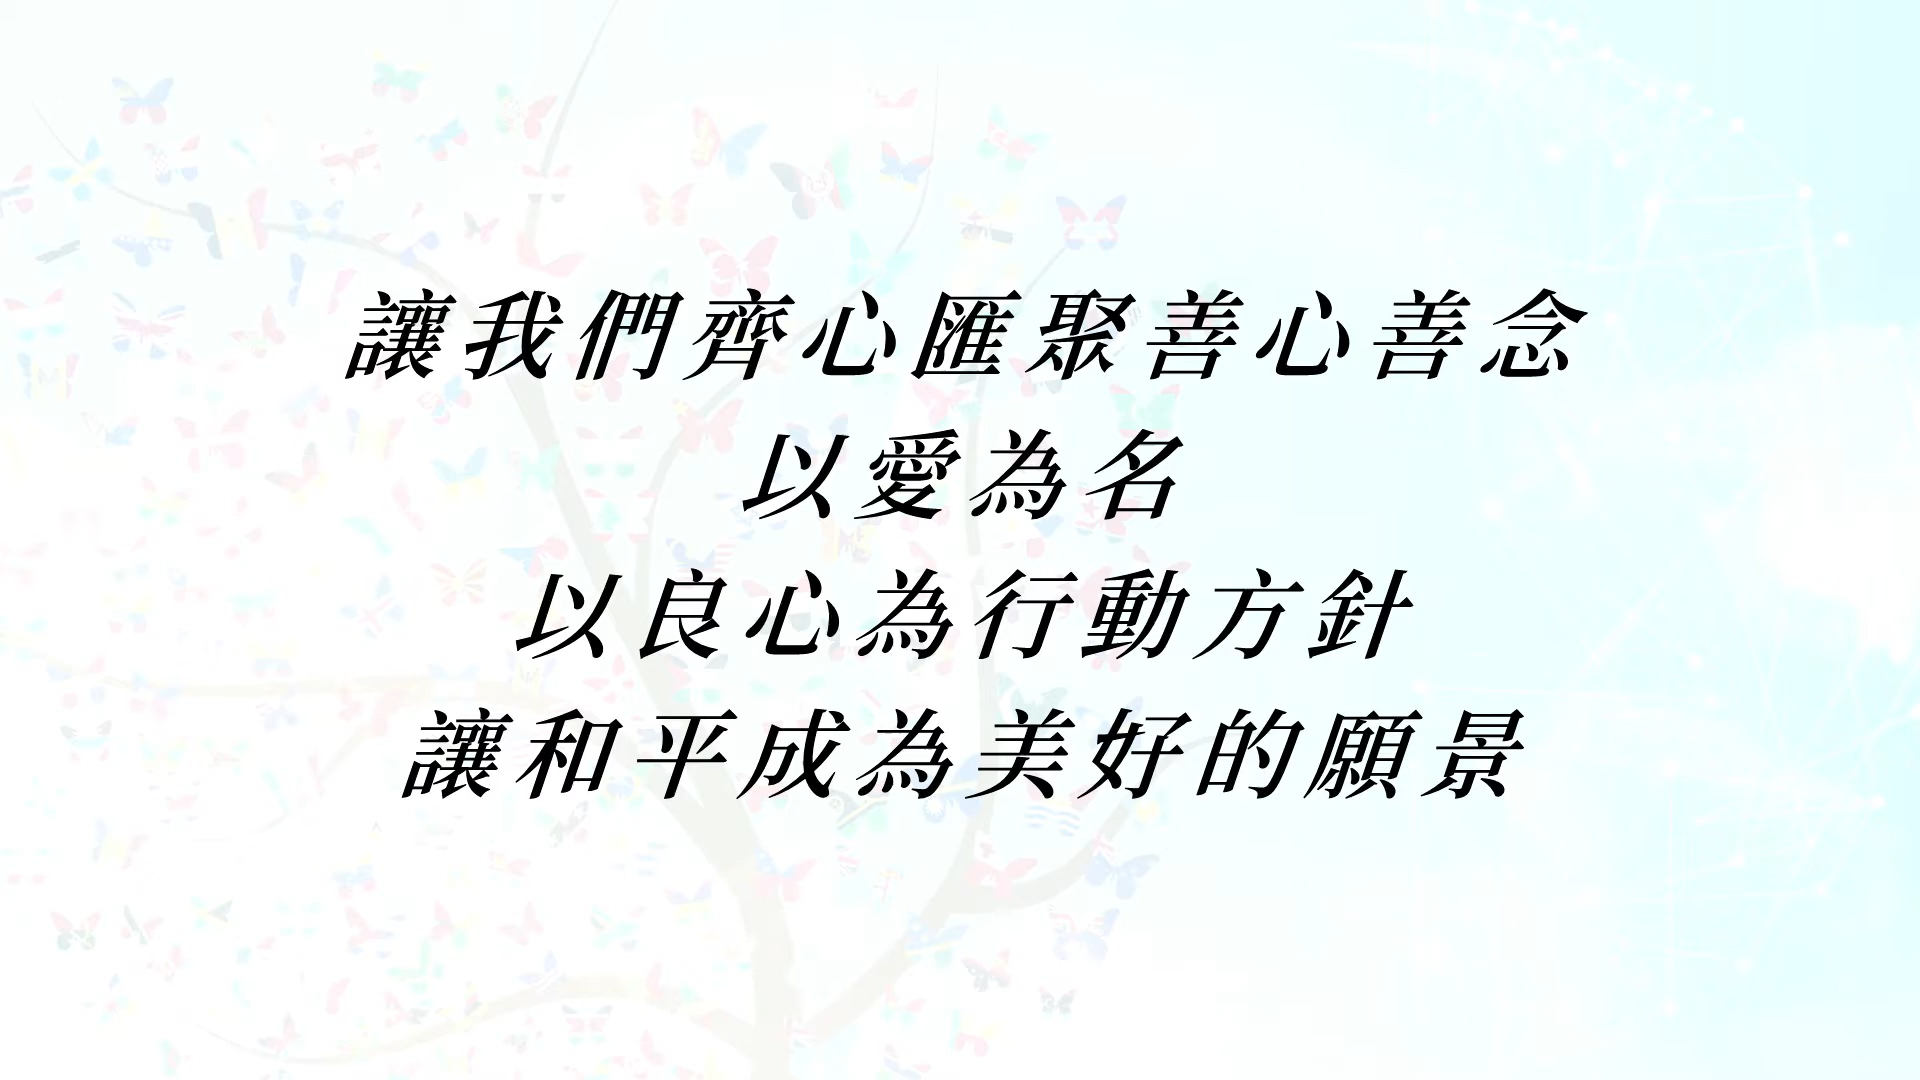 讓我們齊心匯聚善心善念
以愛為名
以良心為行動方針
讓和平成為美好的願景